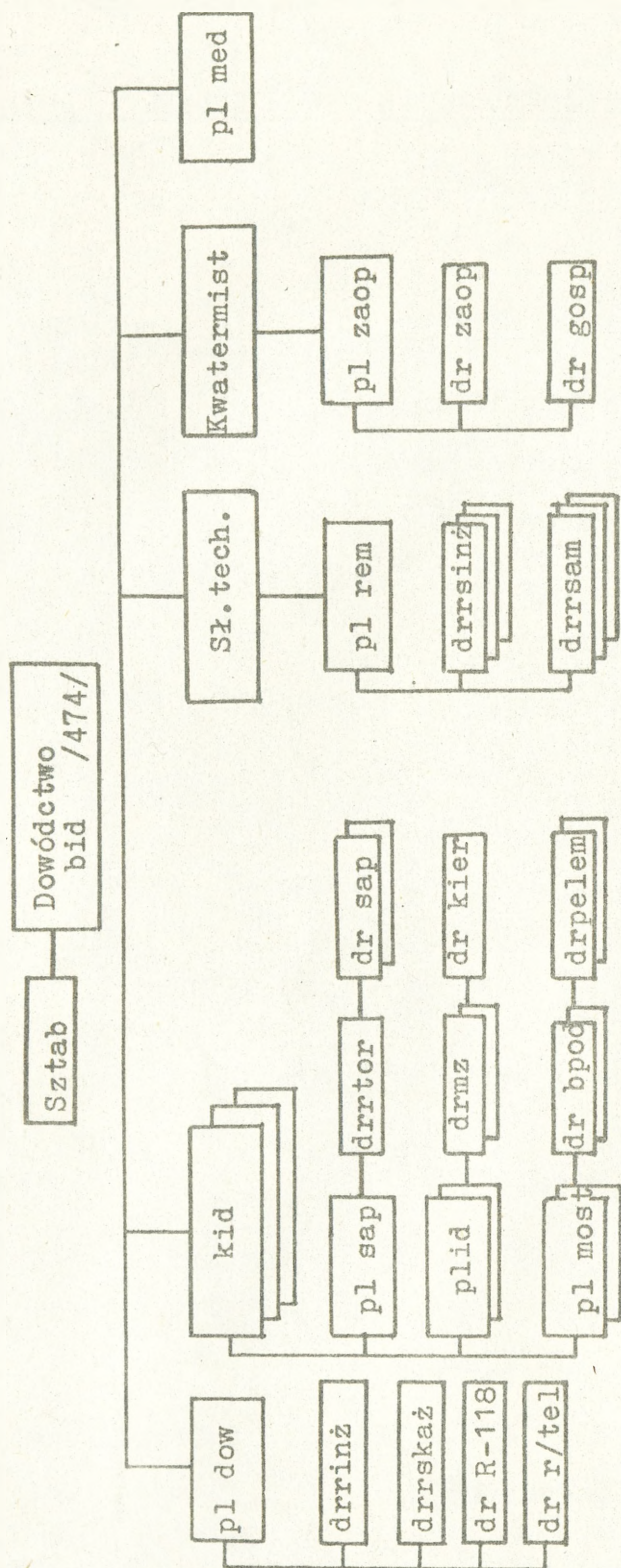 Dowództwo
bid /474/
Sztab
pl dow
kid
Sł.tech.
Kwatermist
pl med
drrinż
drrskaż
dr R-118
dr r/tel
pl sap
drrtor
dr sap
plid
drmz
dr kier
pl most
dr bpod
drpelem
pl rem
drrsinż
drrsam
pl zaop
dr zaop
dr gosp